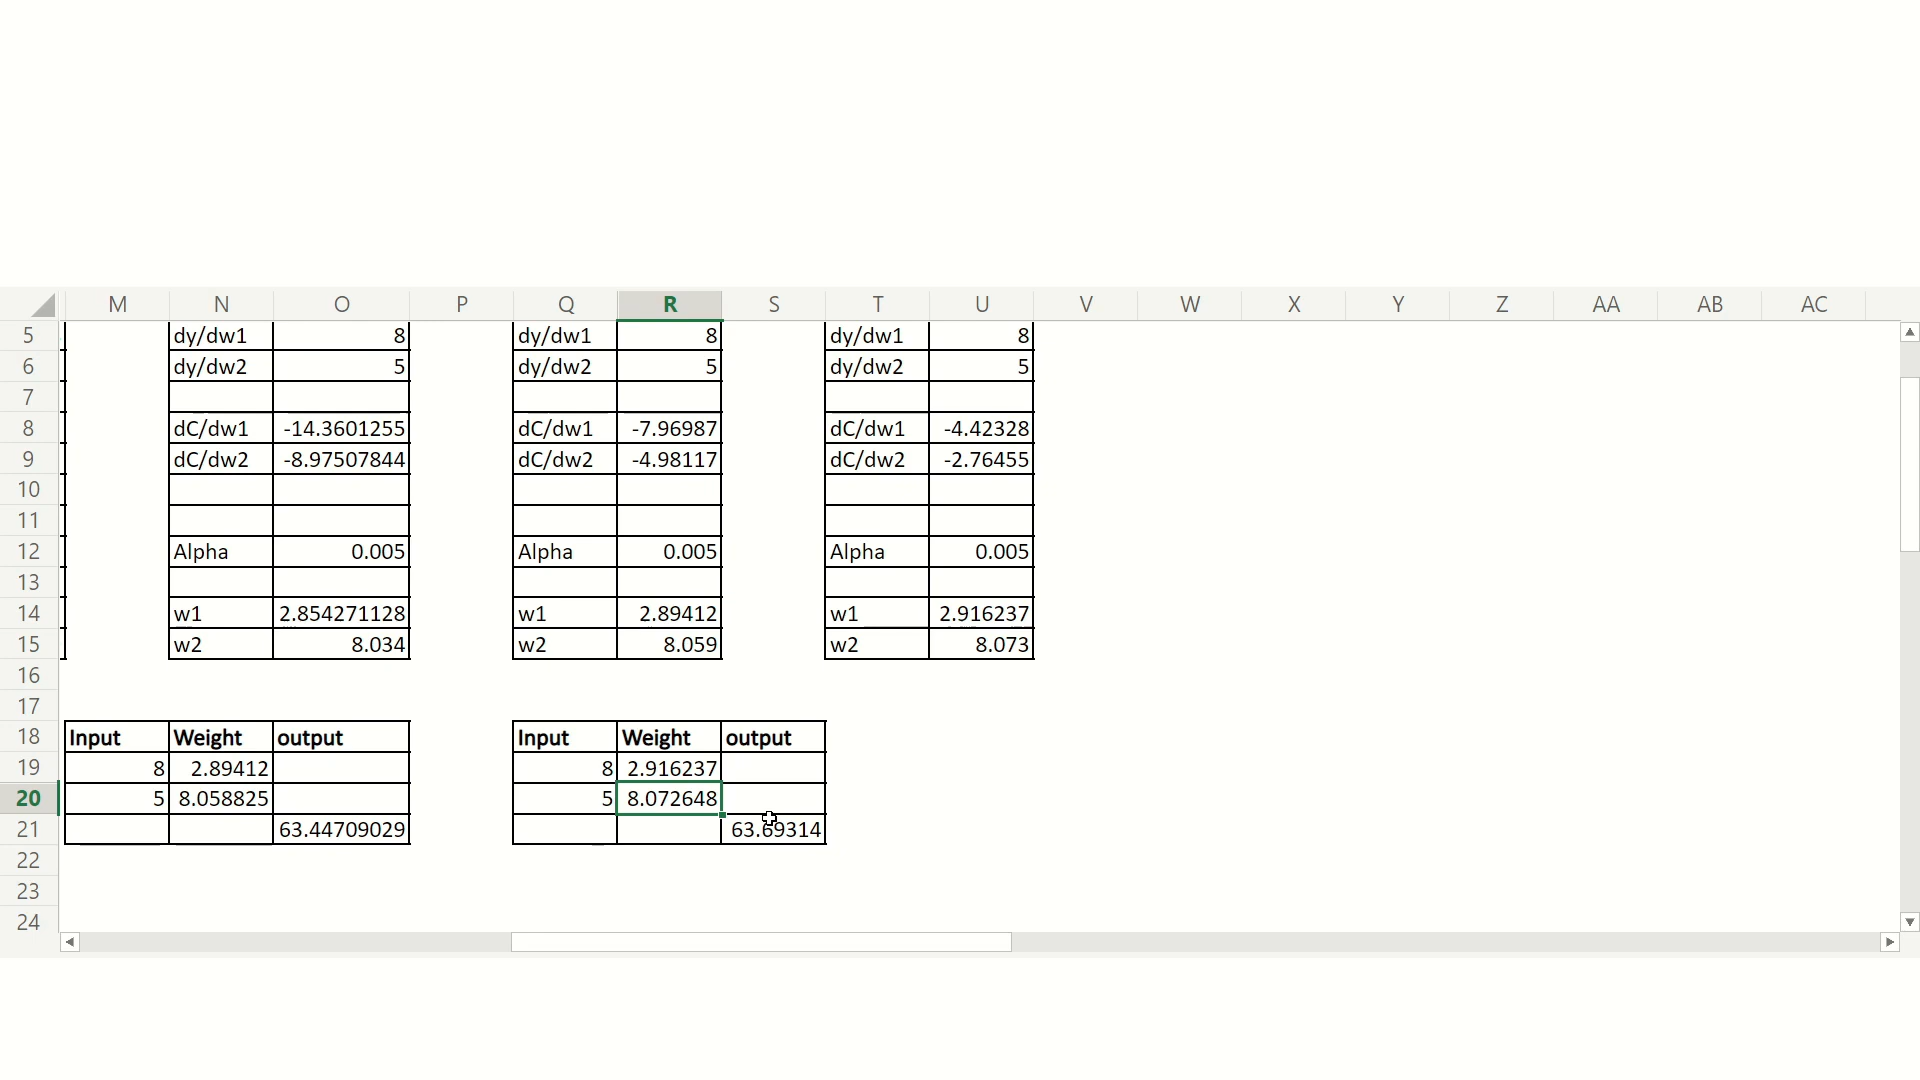 M N O P Q R S T U V W X Y Z AA AB AC
5 dy/dw1 8 dy/dw1 8 dy/dw1 8
6 dy/dw2 5 dy/dw2 5 dy/dw2 5
7
8 dC/dw1 -14.3601255 dC/dw1 -7.96987 dC/dw1 -4.42328
9 dC/dw2 -8.97507844 dC/dw2 -4.98117 dC/dw2 -2.76455
10
11
12 Alpha 0.005 Alpha 0.005 Alpha 0.005
13
14 w1 2.854271128 w1 2.89412 w1 2.916237
15 w2 8.034 w2 8.059 w2 8.073
16
17
18 Input Weight output Input Weight output
19 8 2.89412 8 2.916237
20 5 8.058825 5 8.072648
21 63.44709029 63.69314
22
23
24